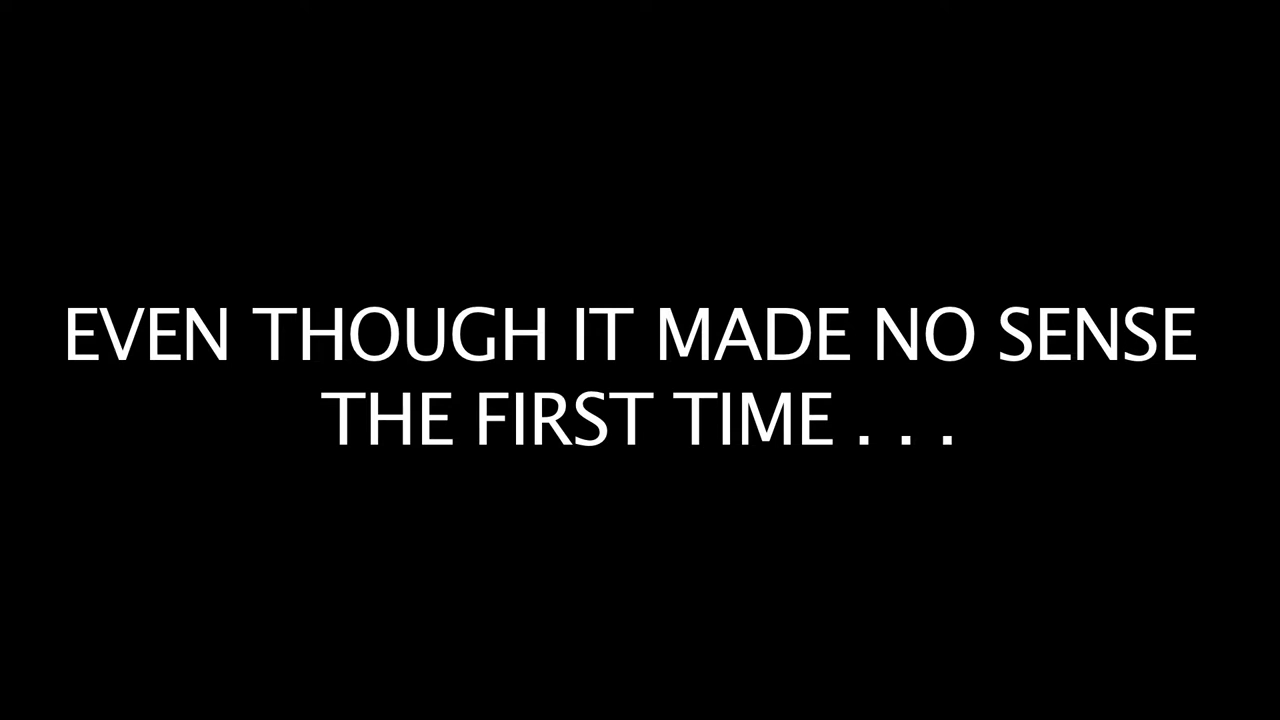 EVEN THOUGH IT MADE NO SENSE
THE FIRST TIME . . .